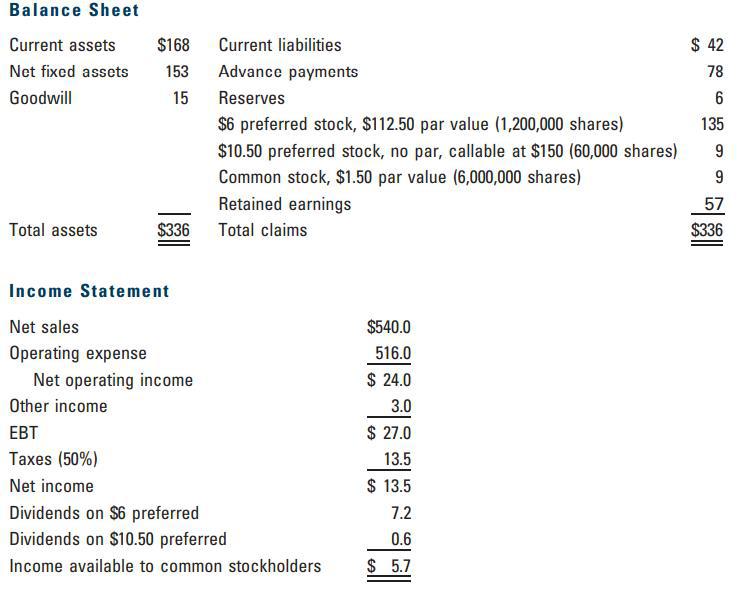 Balance Sheet
Current assets $168 Current liabilities $ 42
Net fixed assets 153 Advance payments 78
Goodwill 15 Reserves 6
$6 preferred stock, $112.50 par value (1,200,000 shares) 135
$10.50 preferred stock, no par, callable at $150 (60,000 shares) 9
Common stock, $1.50 par value (6,000,000 shares) 9
Retained earnings 57
Total assets $336 Total claims $336
Income Statement
Net sales $540.0
Operating expense 516.0
Net operating income $ 24.0
Other income 3.0
EBT $ 27.0
Taxes (50%) 13.5
Net income $ 13.5
Dividends on $6 preferred 7.2
Dividends on $10.50 preferred 0.6
Income available to common stockholders $ 5.7